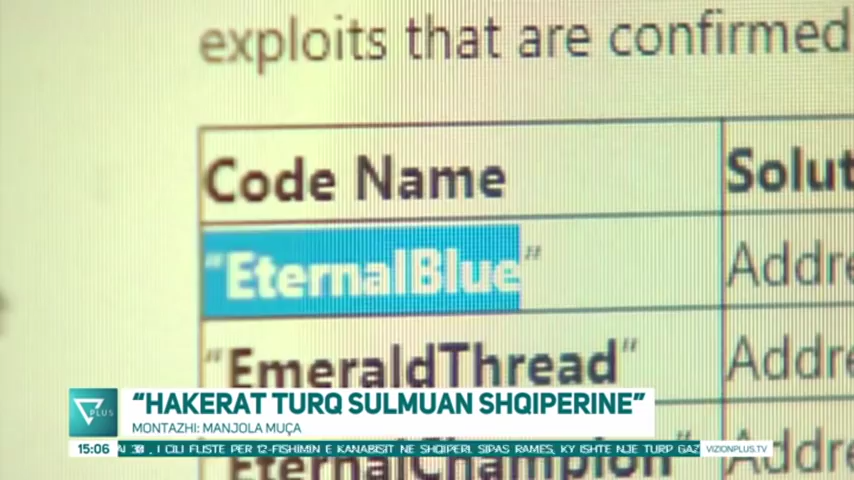 exploits that are confirmed
Code Name
Solut
“EternalBlue”
Addre
“EmeraldThread”
Addre
“EternalChampion”
Addre
PLUS
“HAKERAT TURQ SULMUAN SHQIPERINE”
MONTAZHI: MANJOLA MUÇA
15:06
, I CILI FLISTE PER 12-FISHIMIN E KANABISIT NE SHQIPERI. SIPAS RAMES, KY ISHTE NJE TURP GAZ
VIZIONPLUS.TV